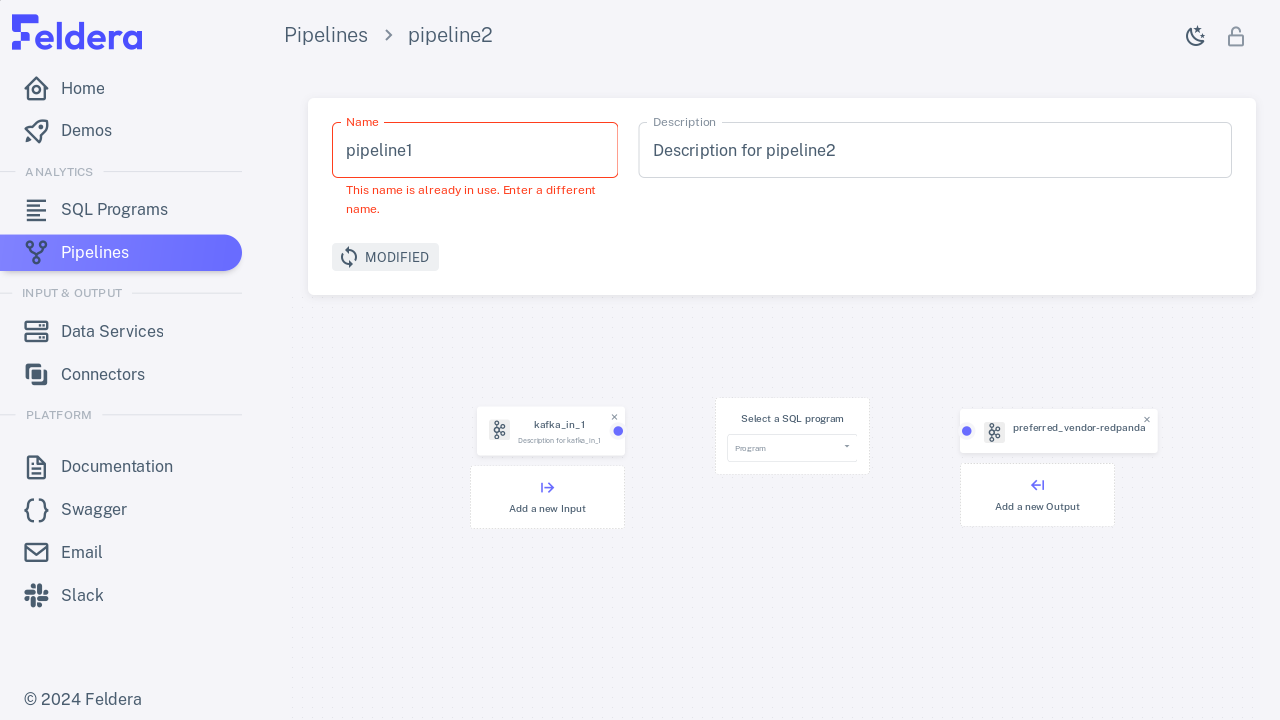 Feldera
Pipelines
pipeline2
Home
Demos
ANALYTICS
SQL Programs
Pipelines
INPUT & OUTPUT
Data Services
Connectors
PLATFORM
Documentation
Swagger
Email
Slack
© 2024 Feldera
Name
pipeline1
This name is already in use. Enter a different
name.
Description
Description for pipeline2
MODIFIED
kafka_in_1
Description for kafka_in_1
Add a new Input
Select a SQL program
Program
preferred_vendor-redpanda
Add a new Output